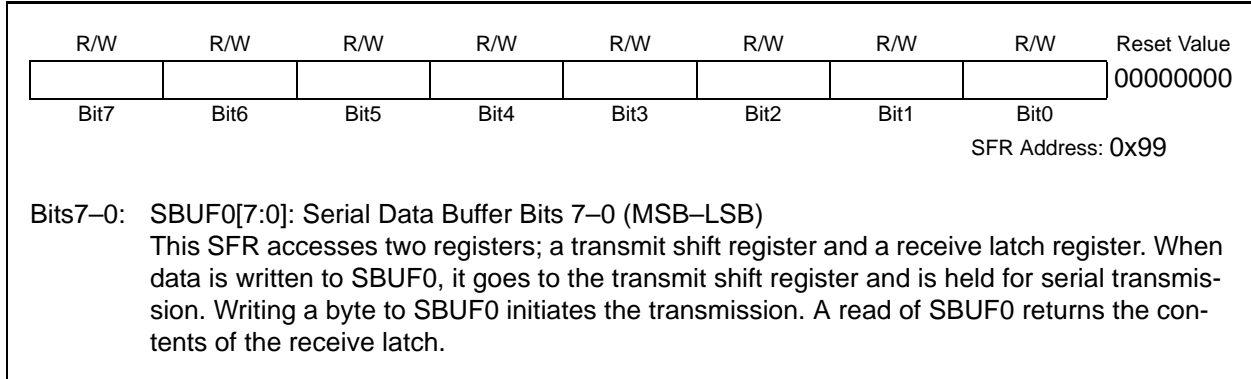 R/W R/W R/W R/W R/W R/W R/W R/W Reset Value
00000000
Bit7 Bit6 Bit5 Bit4 Bit3 Bit2 Bit1 Bit0
SFR Address: 0x99
Bits7–0: SBUF0[7:0]: Serial Data Buffer Bits 7–0 (MSB–LSB)
This SFR accesses two registers; a transmit shift register and a receive latch register. When
data is written to SBUF0, it goes to the transmit shift register and is held for serial transmis-
sion. Writing a byte to SBUF0 initiates the transmission. A read of SBUF0 returns the con-
tents of the receive latch.